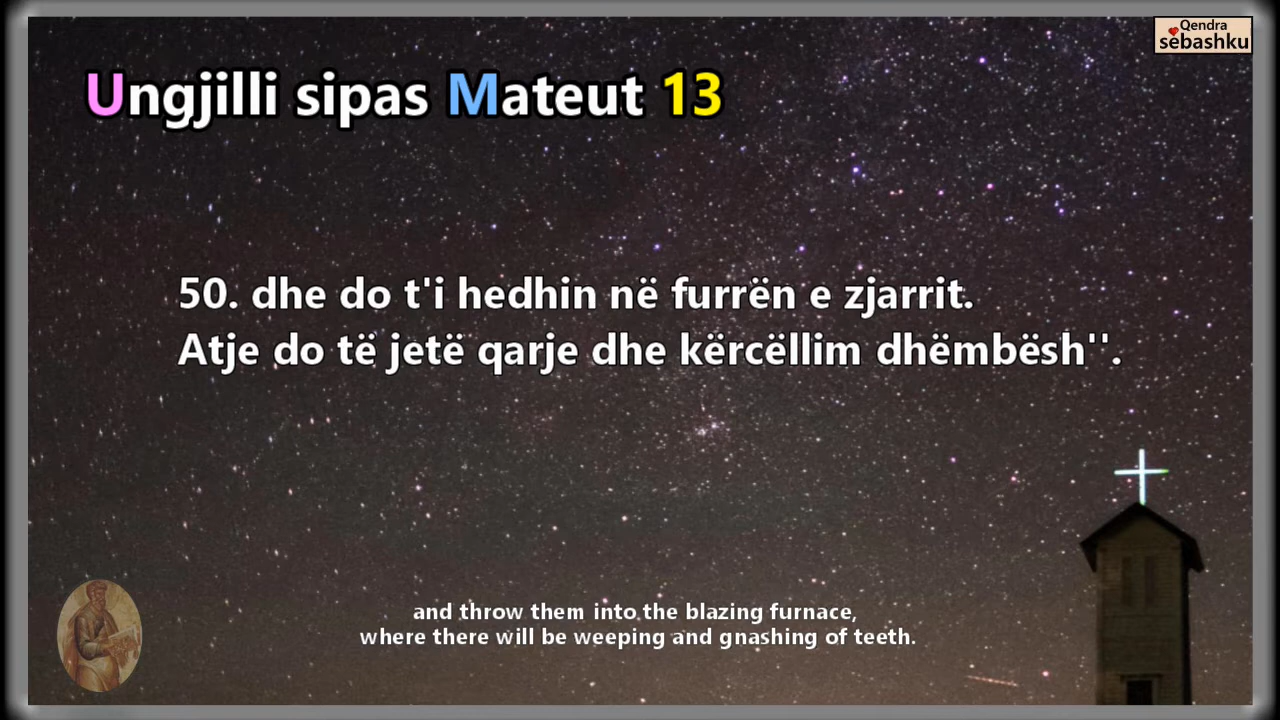 Qendra
sëbashku
Ungjilli sipas Mateut 13
50. dhe do t'i hedhin në furrën e zjarrit.
Atje do të jetë qarje dhe kërcëllim dhëmbësh''.
and throw them into the blazing furnace,
where there will be weeping and gnashing of teeth.